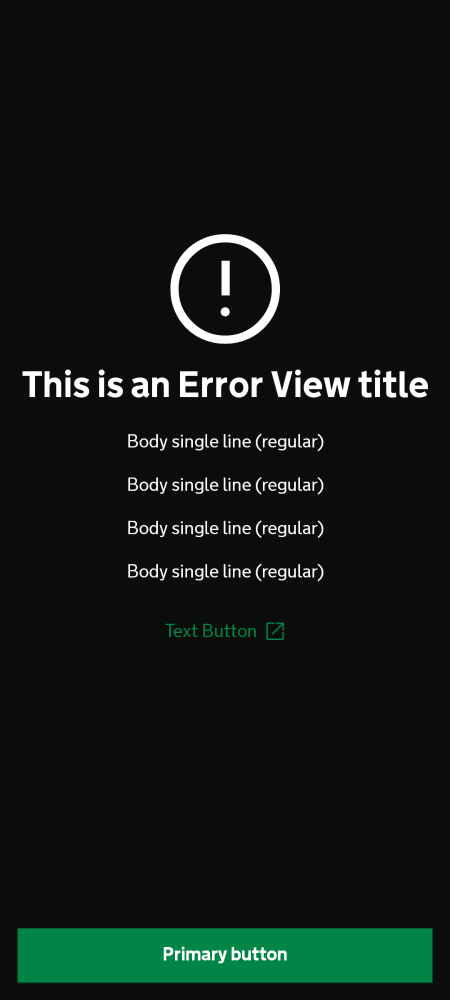 This is an Error View title
Body single line (regular)
Body single line (regular)
Body single line (regular)
Body single line (regular)
Text Button
Primary button